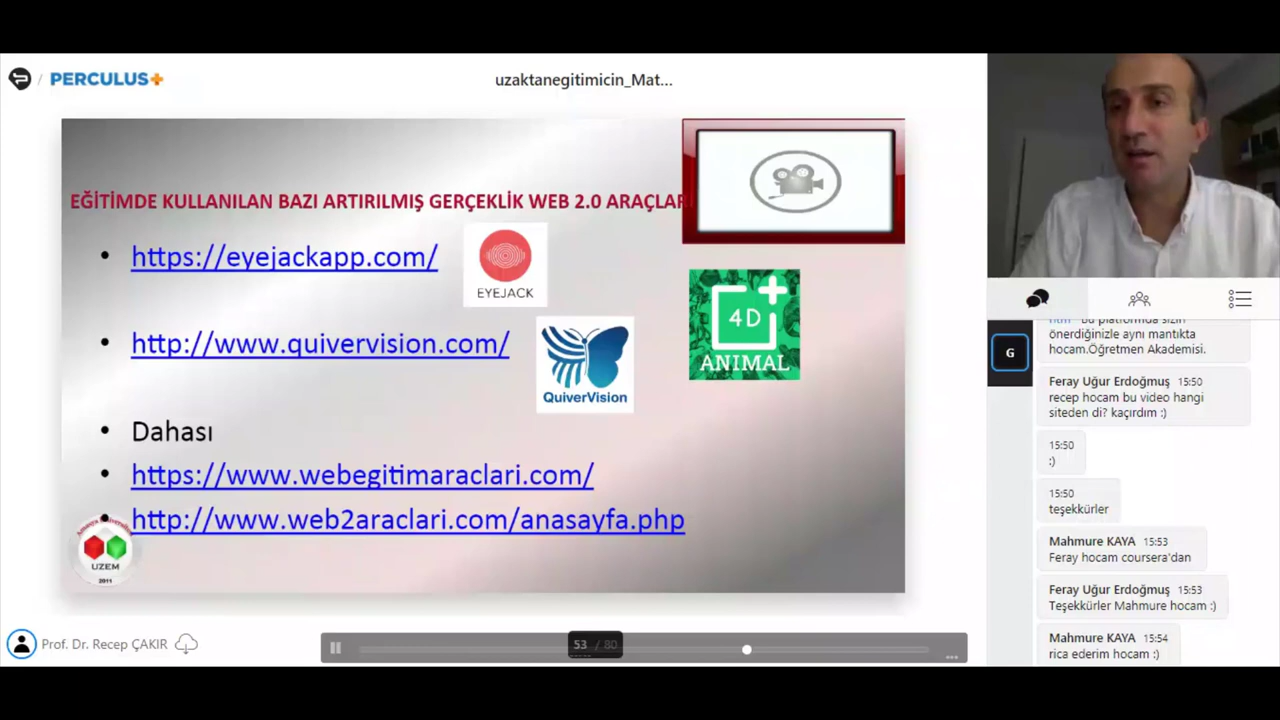 / PERCULUS+
uzaktanegitimicin_Mat...
EĞİTİMDE KULLANILAN BAZI ARTIRILMIŞ GERÇEKLİK WEB 2.0 ARAÇLAR
• https://eyejackapp.com/
EYEJACK
• http://www.quivervision.com/
QuiverVision
4D
ANIMAL
• Dahası
• https://www.webegitimaraclari.com/
• http://www.web2araclari.com/anasayfa.php
UZEM
2011
Prof. Dr. Recep ÇAKIR
53 / 80
...
G
Bu platformda sizin
önerdiğinizle aynı mantıkta
hocam.Öğretmen Akademisi.
Feray Uğur Erdoğmuş 15:50
recep hocam bu video hangi
siteden di? kaçırdım :)
15:50
:)
15:50
teşekkürler
Mahmure KAYA 15:53
Feray hocam coursera'dan
Feray Uğur Erdoğmuş 15:53
Teşekkürler Mahmure hocam :)
Mahmure KAYA 15:54
rica ederim hocam :)